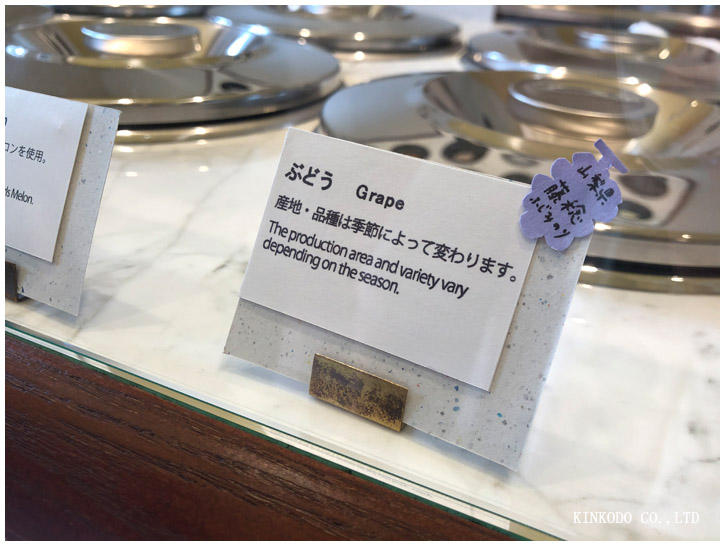 コンを使用。
Melon.
ぶどう Grape
産地・品種は季節によって変わります。
The production area and variety vary
depending on the season.
山梨県
藤稔
ふじみのり
KINKODO CO.,LTD